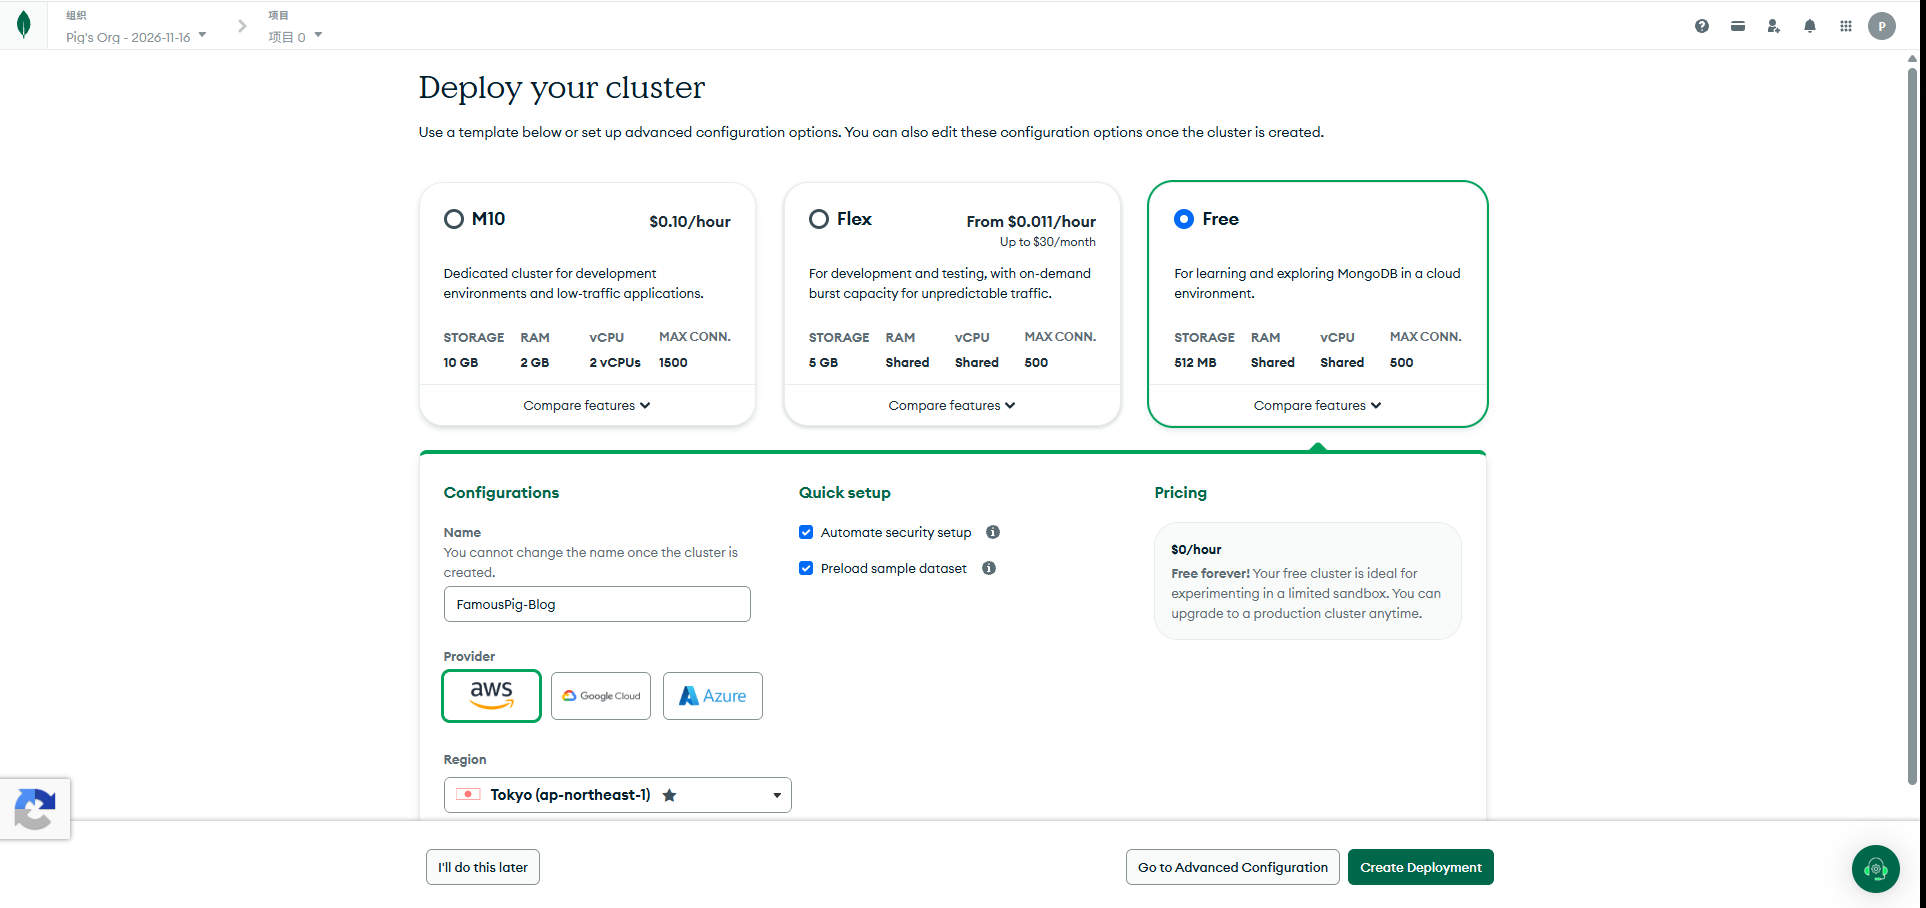 组织
Pig's Org - 2026-11-16
项目
项目 0
P
Deploy your cluster
Use a template below or set up advanced configuration options. You can also edit these configuration options once the cluster is created.
M10
$0.10/hour
Dedicated cluster for development
environments and low-traffic applications.
STORAGE RAM vCPU MAX CONN.
10 GB 2 GB 2 vCPUs 1500
Compare features
Flex
From $0.011/hour
Up to $30/month
For development and testing, with on-demand
burst capacity for unpredictable traffic.
STORAGE RAM vCPU MAX CONN.
5 GB Shared Shared 500
Compare features
Free
For learning and exploring MongoDB in a cloud
environment.
STORAGE RAM vCPU MAX CONN.
512 MB Shared Shared 500
Compare features
Configurations
Name
You cannot change the name once the cluster is
created.
FamousPig-Blog
Provider
aws
Google Cloud
Azure
Region
Tokyo (ap-northeast-1)
Quick setup
Automate security setup
Preload sample dataset
Pricing
$0/hour
Free forever! Your free cluster is ideal for
experimenting in a limited sandbox. You can
upgrade to a production cluster anytime.
I'll do this later
Go to Advanced Configuration
Create Deployment